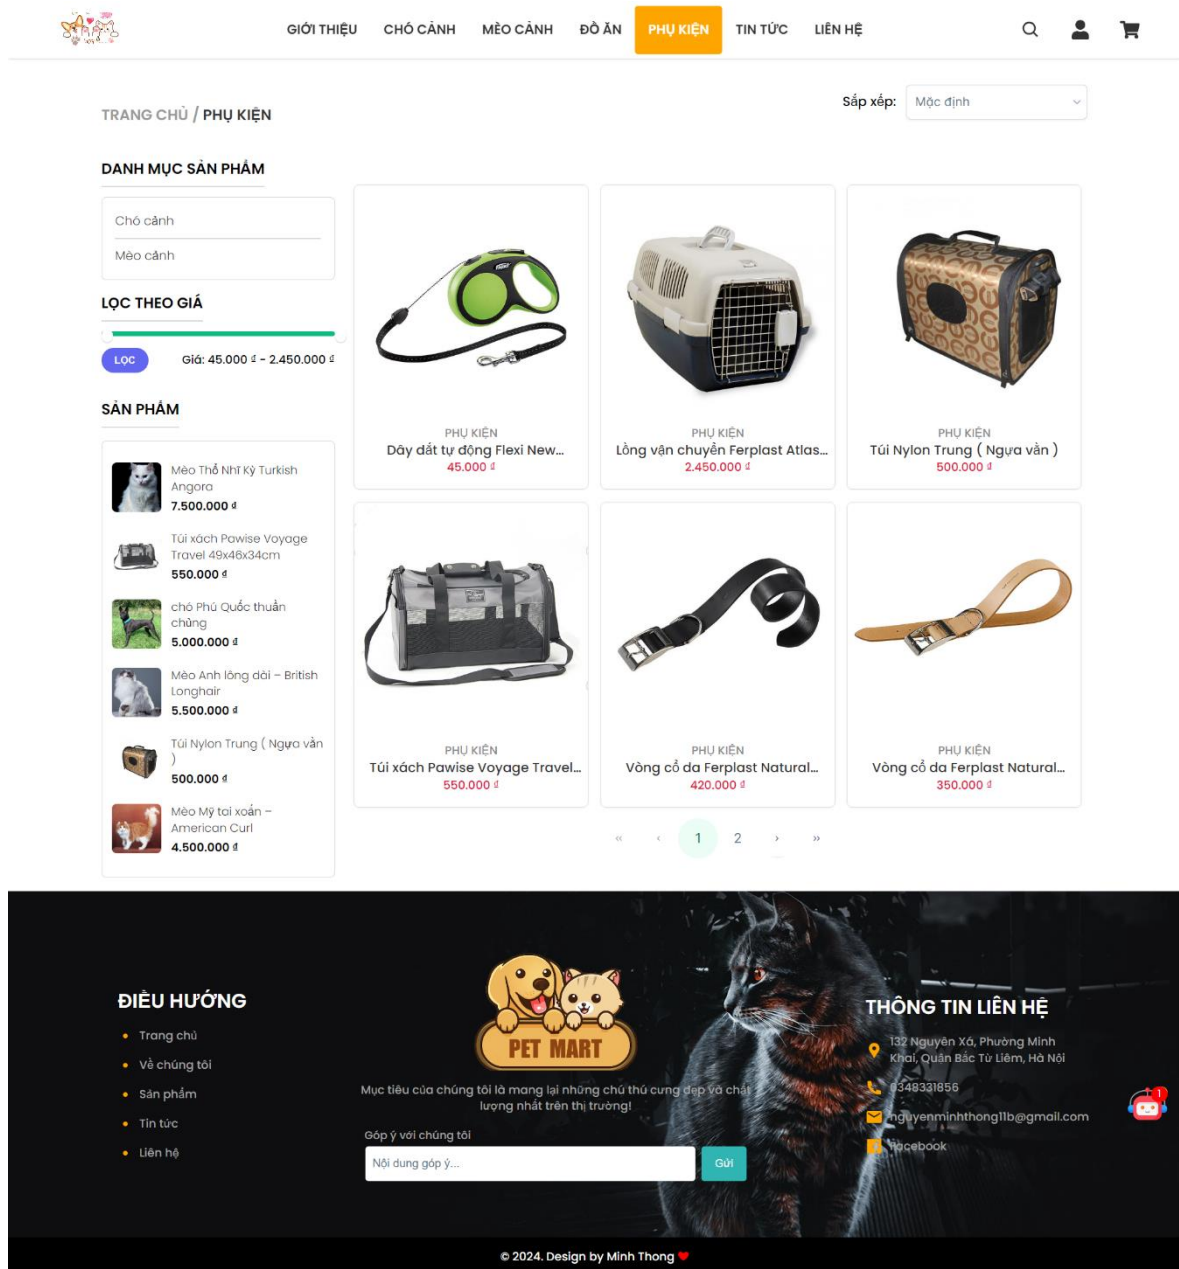 GIỚI THIỆU CHÓ CẢNH MÈO CẢNH ĐỒ ĂN PHỤ KIỆN TIN TỨC LIÊN HỆ
TRANG CHỦ / PHỤ KIỆN
Sắp xếp: Mặc định
DANH MỤC SẢN PHẨM
Chó cảnh
Mèo cảnh
LỌC THEO GIÁ
LỌC Giá: 45.000 ₫ - 2.450.000 ₫
SẢN PHẨM
Mèo Thổ Nhĩ Kỳ Turkish
Angora
7.500.000 ₫
Túi xách Pawise Voyage
Travel 49x46x34cm
550.000 ₫
chó Phú Quốc thuần
chủng
5.000.000 ₫
Mèo Anh lông dài – British
Longhair
5.500.000 ₫
Túi Nylon Trung ( Ngựa vằn
)
500.000 ₫
Mèo Mỹ tai xoắn –
American Curl
4.500.000 ₫
PHỤ KIỆN
Dây dắt tự động Flexi New...
45.000 ₫
PHỤ KIỆN
Lồng vận chuyển Ferplast Atlas...
2.450.000 ₫
PHỤ KIỆN
Túi Nylon Trung ( Ngựa vằn )
500.000 ₫
PHỤ KIỆN
Túi xách Pawise Voyage Travel...
550.000 ₫
PHỤ KIỆN
Vòng cổ da Ferplast Natural...
420.000 ₫
PHỤ KIỆN
Vòng cổ da Ferplast Natural...
350.000 ₫
« ‹ 1 2 › »
ĐIỀU HƯỚNG
Trang chủ
Về chúng tôi
Sản phẩm
Tin tức
Liên hệ
PET MART
Mục tiêu của chúng tôi là mang lại những chú thú cưng đẹp và chất
lượng nhất trên thị trường!
Góp ý với chúng tôi
Nội dung góp ý... Gửi
THÔNG TIN LIÊN HỆ
132 Nguyên Xá, Phường Minh
Khai, Quận Bắc Từ Liêm, Hà Nội
0348331856
nguyenminhthong11b@gmail.com
Facebook
1
© 2024. Design by Minh Thong ❤